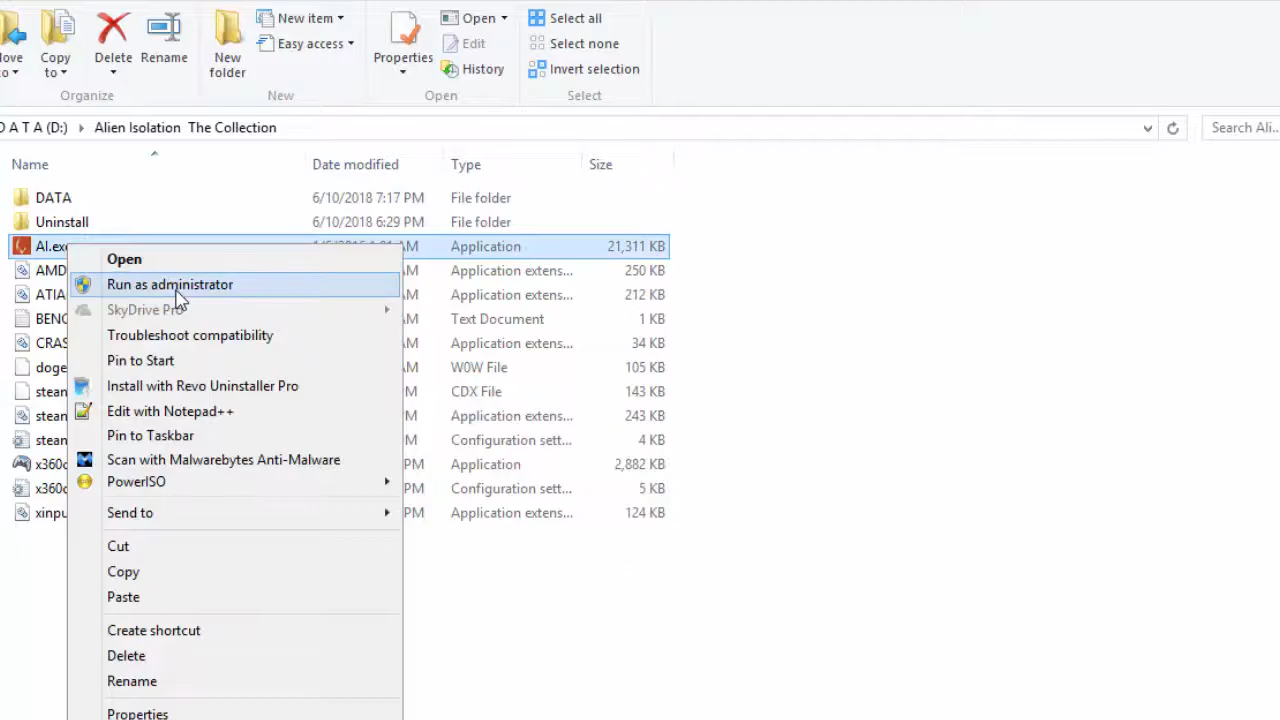 New item
Open
Select all
Move to
Copy to
Delete
Rename
New folder
Easy access
Properties
Edit
Select none
History
Invert selection
Organize
New
Open
Select
D A T A (D:) Alien Isolation The Collection
Search Ali...
Name Date modified Type Size
DATA 6/10/2018 7:17 PM File folder
Uninstall 6/10/2018 6:29 PM File folder
AI.ex AM Application 21,311 KB
AMD AM Application extens... 250 KB
ATIA AM Application extens... 212 KB
BENC AM Text Document 1 KB
CRAS AM Application extens... 34 KB
doge M W0W File 105 KB
steam M CDX File 143 KB
steam M Application extens... 243 KB
steam M Configuration sett... 4 KB
x360c PM Application 2,882 KB
x360c PM Configuration sett... 5 KB
xinpu PM Application extens... 124 KB
Open
Run as administrator
SkyDrive Pro
Troubleshoot compatibility
Pin to Start
Install with Revo Uninstaller Pro
Edit with Notepad++
Pin to Taskbar
Scan with Malwarebytes Anti-Malware
PowerISO
Send to
Cut
Copy
Paste
Create shortcut
Delete
Rename
Properties